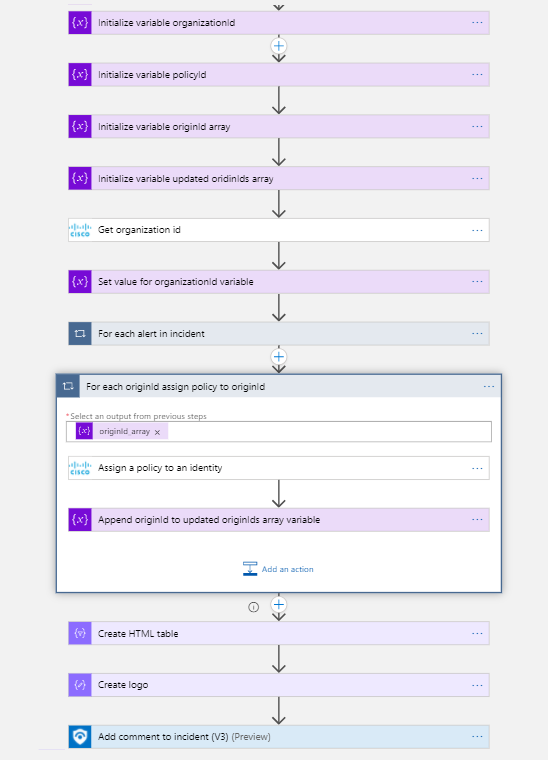 {x} Initialize variable organizationId ...
{x} Initialize variable policyId ...
{x} Initialize variable originId array ...
{x} Initialize variable updated oridinIds array ...
CISCO Get organization id ...
{x} Set value for organizationId variable ...
For each alert in incident ...
For each originId assign policy to originId ...
*Select an output from previous steps
{x} originId_array x
CISCO Assign a policy to an identity ...
{x} Append originId to updated originIds array variable ...
Add an action
Create HTML table ...
Create logo ...
Add comment to incident (V3) (Preview) ...